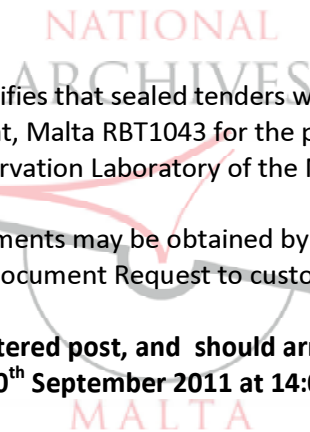 NATIONAL
ARCHIVES
ifies that sealed tenders w
t, Malta RBT1043 for the p
rvation Laboratory of the
ments may be obtained by
ocument Request to custo
tered post, and should arr
0th September 2011 at 14:
MALTA